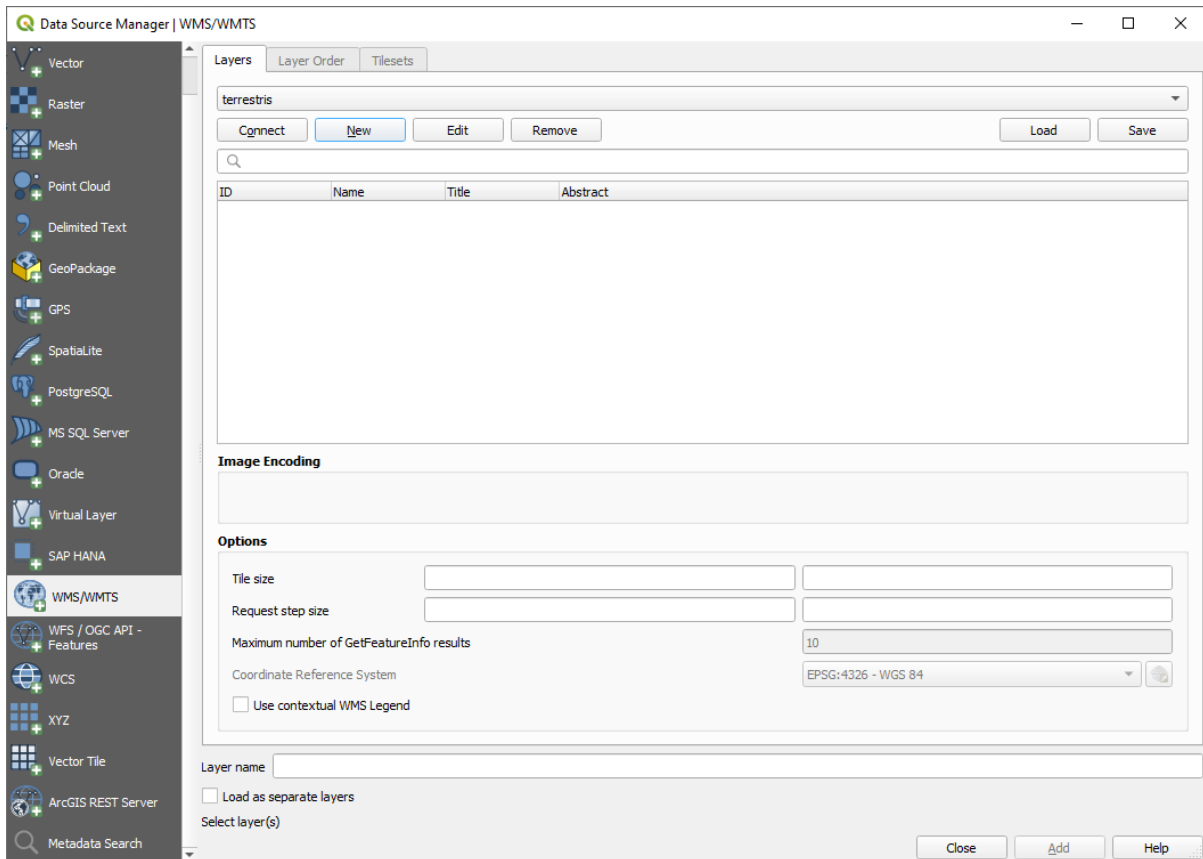 Data Source Manager | WMS/WMTS
Vector
Raster
Mesh
Point Cloud
Delimited Text
GeoPackage
GPS
SpatiaLite
PostgreSQL
MS SQL Server
Oracle
Virtual Layer
SAP HANA
WMS/WMTS
WFS / OGC API -
Features
WCS
XYZ
Vector Tile
ArcGIS REST Server
Metadata Search
Layers Layer Order Tilesets
terrestris
Connect New Edit Remove Load Save
ID Name Title Abstract
Image Encoding
Options
Tile size
Request step size
Maximum number of GetFeatureInfo results 10
Coordinate Reference System EPSG:4326 - WGS 84
Use contextual WMS Legend
Layer name
Load as separate layers
Select layer(s)
Close Add Help